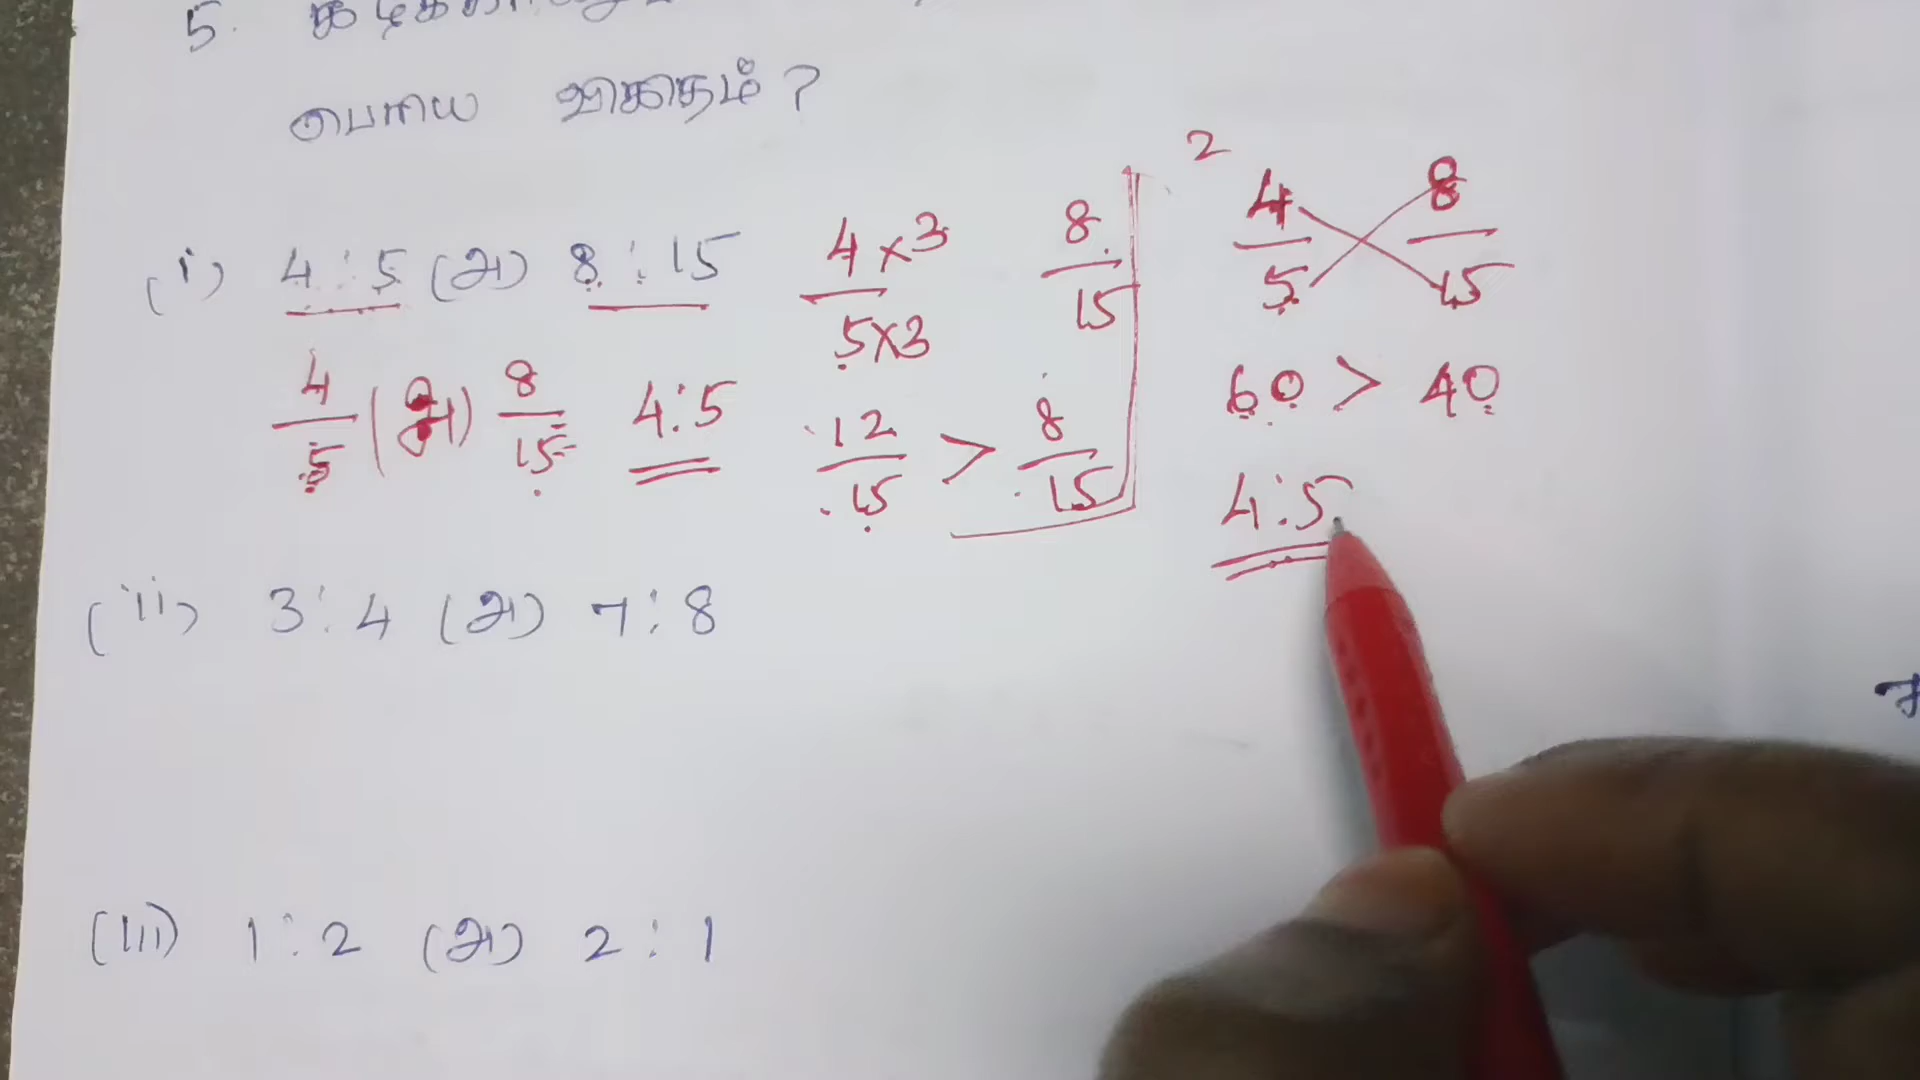 5.
பெரிய விகிதம் ?
(i) 4 : 5 (அ) 8 : 15
4/5 (அ) 8/15 4:5
4×3/5×3 8/15
12/15 > 8/15
2
4/5 8/15
60 > 40
4:5
(ii) 3 : 4 (அ) 7 : 8
(iii) 1 : 2 (அ) 2 : 1